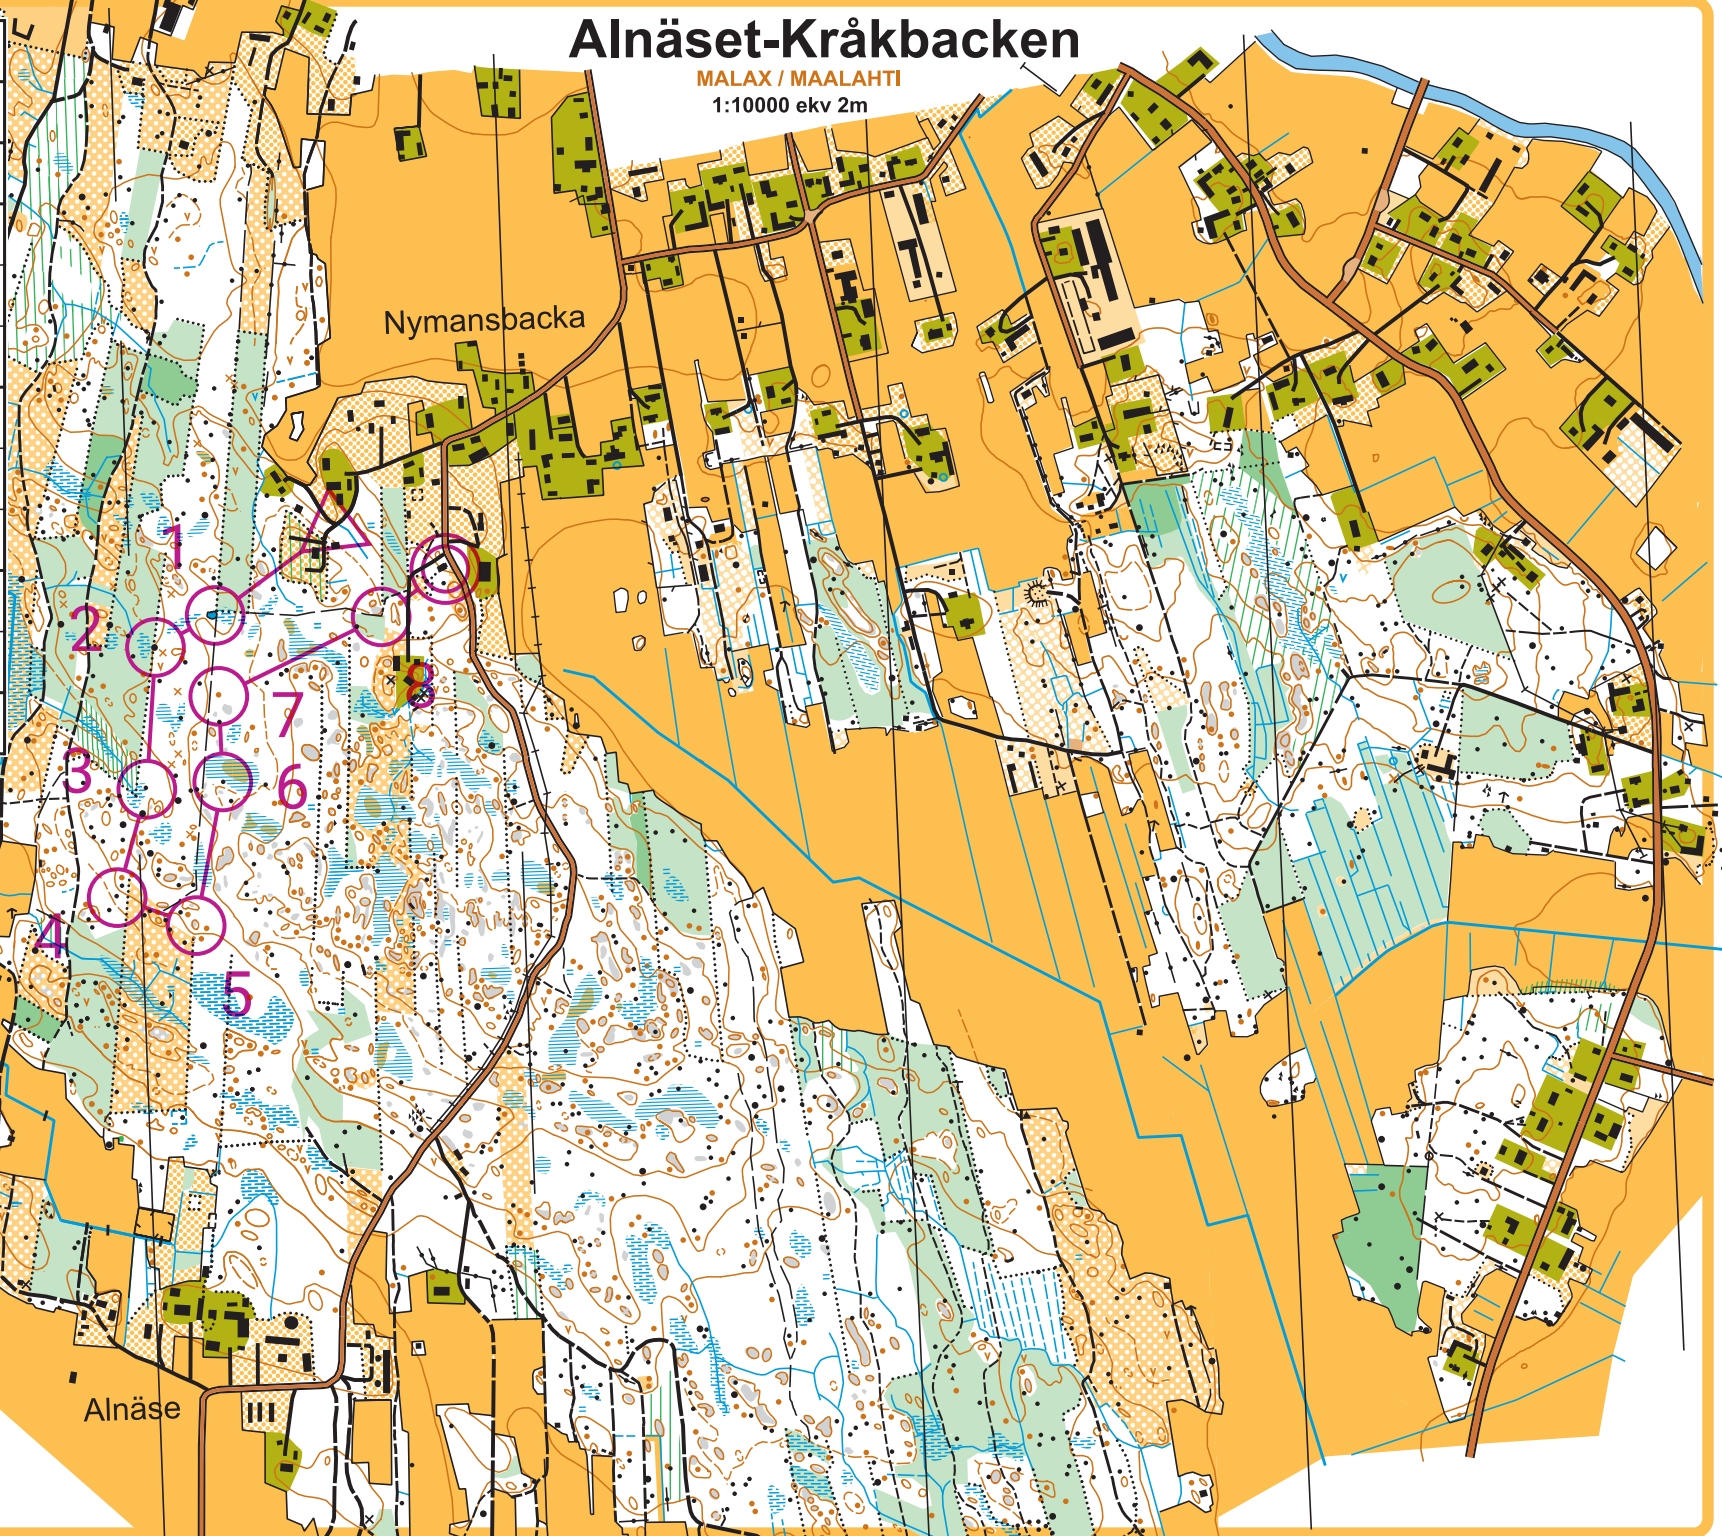 Alnäset-Kråkbacken
MALAX / MAALAHTI
1:10000 ekv 2m
Nymansbacka
1
2
8
7
3
6
4
5
Alnäse